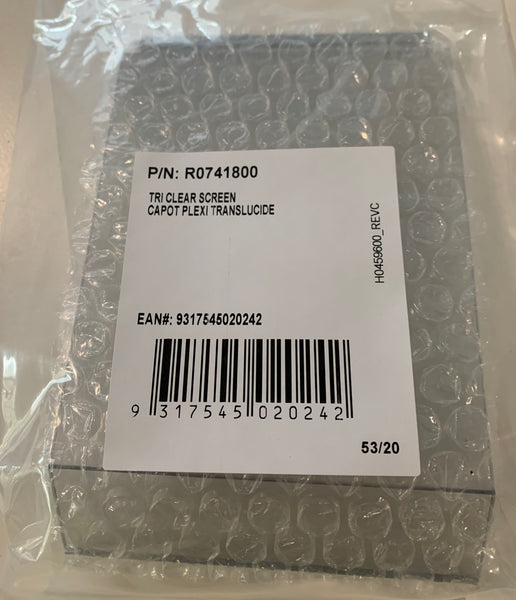 P/N: R0741800
TRI CLEAR SCREEN
CAPOT PLEXI TRANSLUCIDE
H0459600_REVC
EAN#: 9317545020242
9 317545 020242
53/20